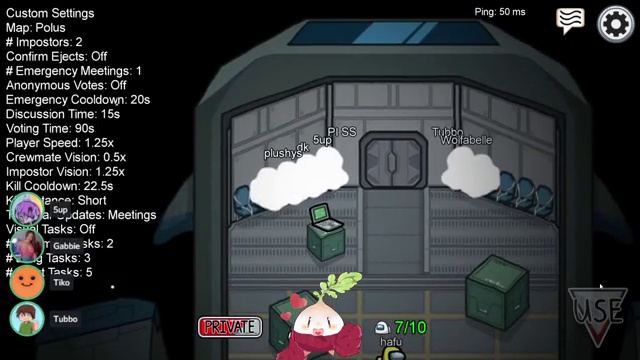 Custom Settings
Ping: 50 ms
Map: Polus
# Impostors: 2
Confirm Ejects: Off
# Emergency Meetings: 1
Anonymous Votes: Off
Emergency Cooldown: 20s
Discussion Time: 15s
Voting Time: 90s
Player Speed: 1.25x
Crewmate Vision: 0.5x
Impostor Vision: 1.25x
Kill Cooldown: 22.5s
Short
Updates: Meetings
Visual Tasks: Off
2
Tasks: 3
Tasks: 5
5up
Gabbie
Tiko
Tubbo
PISS
5up
dk
plushys
Tubbo
Wolfabelle
PRIVATE
7/10
hafu
USE